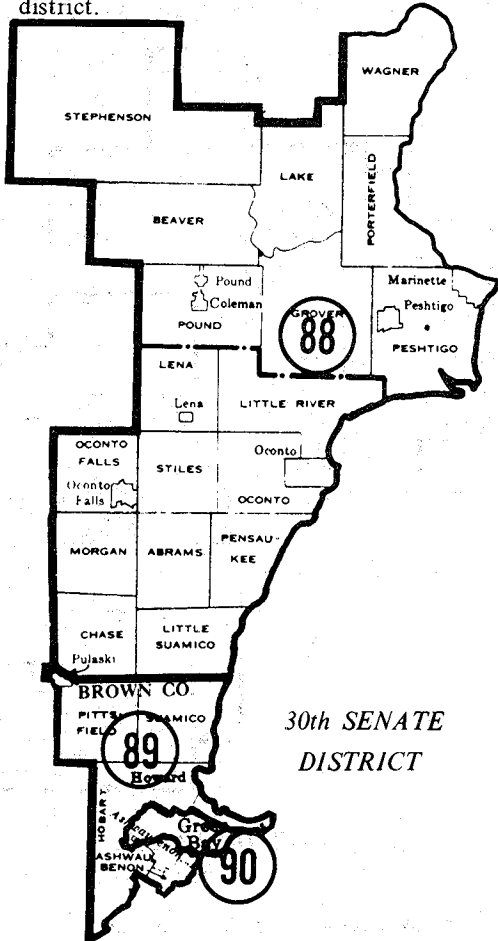 district.
WAGNER
STEPHENSON
LAKE
PORTERFIELD
BEAVER
Pound
Coleman
POUND
GROVER
88
Marinette
Peshtigo
PESHTIGO
LENA
Lena
LITTLE RIVER
OCONTO
FALLS
Oconto
Falls
STILES
Oconto
OCONTO
MORGAN
ABRAMS
PENSAU-
KEE
CHASE
LITTLE
SUAMICO
Pulaski
BROWN CO
PITTS-
FIELD
SUAMICO
89
Howard
30th SENATE
DISTRICT
HOBART
Ashwaubenon
Green
Bay
ASHWAU
BENON
90